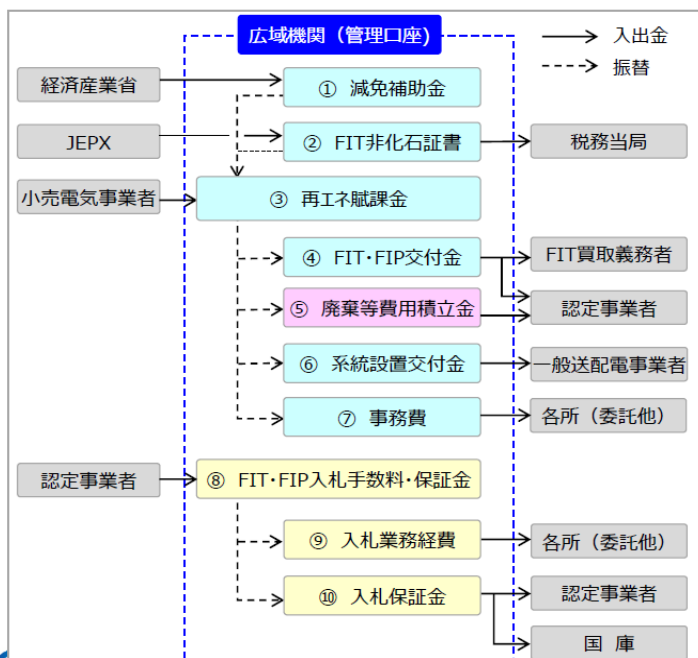 広域機関（管理口座)
入出金
振替
経済産業省
① 減免補助金
JEPX
② FIT非化石証書
税務当局
小売電気事業者
③ 再エネ賦課金
④ FIT・FIP交付金
FIT買取義務者
⑤ 廃棄等費用積立金
認定事業者
⑥ 系統設置交付金
一般送配電事業者
⑦ 事務費
各所（委託他）
認定事業者
⑧ FIT・FIP入札手数料・保証金
⑨ 入札業務経費
各所（委託他）
⑩ 入札保証金
認定事業者
国 庫